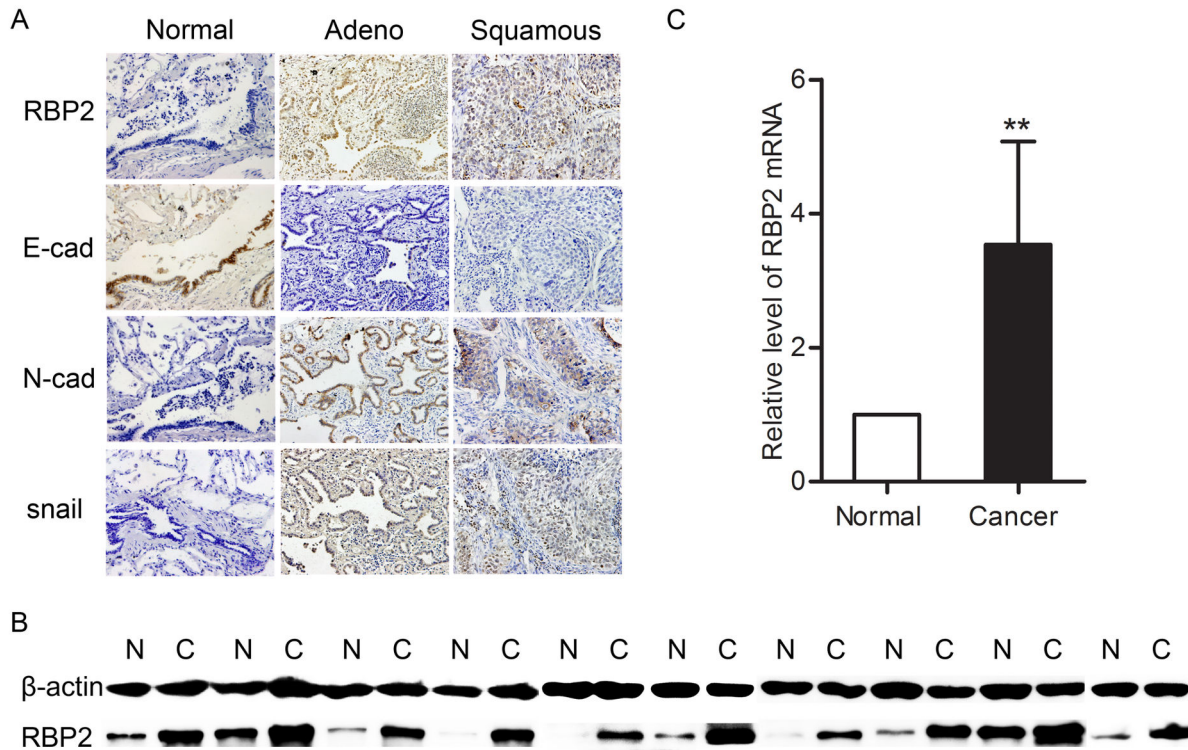 A
Normal Adeno Squamous
RBP2
E-cad
N-cad
snail
C
Relative level of RBP2 mRNA
6
4
2
0
**
Normal Cancer
B
N C N C N C N C N C N C N C N C N C N C
β-actin
RBP2